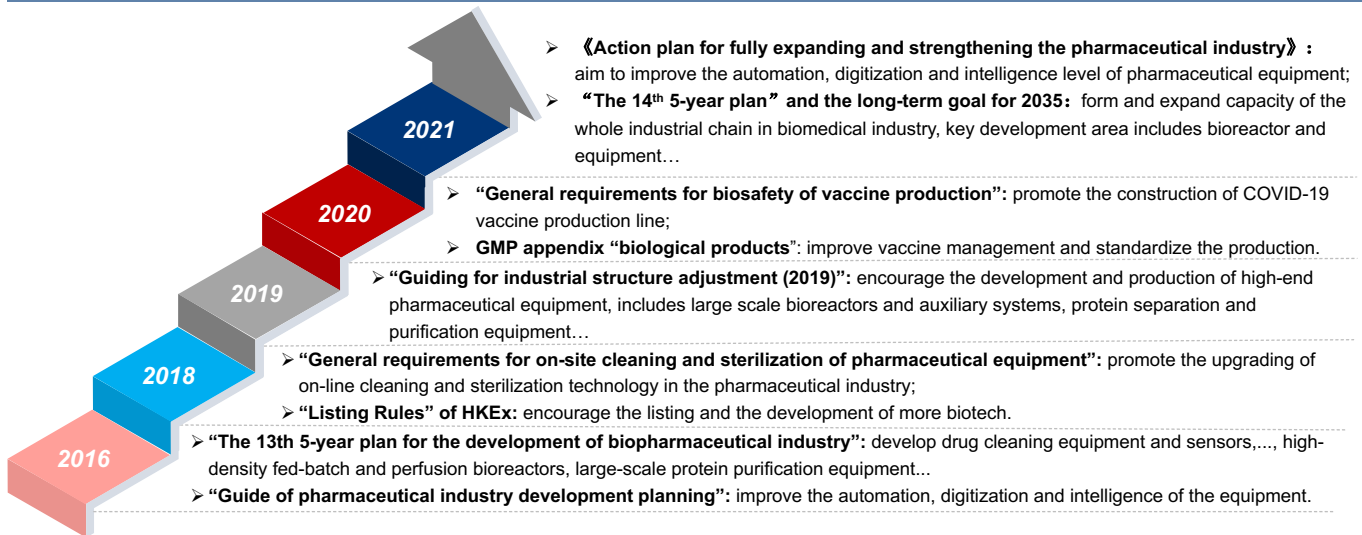 ➢ 《Action plan for fully expanding and strengthening the pharmaceutical industry》:
aim to improve the automation, digitization and intelligence level of pharmaceutical equipment;
➢ “The 14th 5-year plan” and the long-term goal for 2035: form and expand capacity of the
whole industrial chain in biomedical industry, key development area includes bioreactor and
equipment…
2021
➢ “General requirements for biosafety of vaccine production”: promote the construction of COVID-19
vaccine production line;
➢ GMP appendix “biological products”: improve vaccine management and standardize the production.
2020
➢ “Guiding for industrial structure adjustment (2019)”: encourage the development and production of high-end
pharmaceutical equipment, includes large scale bioreactors and auxiliary systems, protein separation and
purification equipment…
2019
➢ “General requirements for on-site cleaning and sterilization of pharmaceutical equipment”: promote the upgrading of
on-line cleaning and sterilization technology in the pharmaceutical industry;
➢ “Listing Rules” of HKEx: encourage the listing and the development of more biotech.
2018
➢ “The 13th 5-year plan for the development of biopharmaceutical industry”: develop drug cleaning equipment and sensors,..., high-
density fed-batch and perfusion bioreactors, large-scale protein purification equipment...
➢ “Guide of pharmaceutical industry development planning”: improve the automation, digitization and intelligence of the equipment.
2016